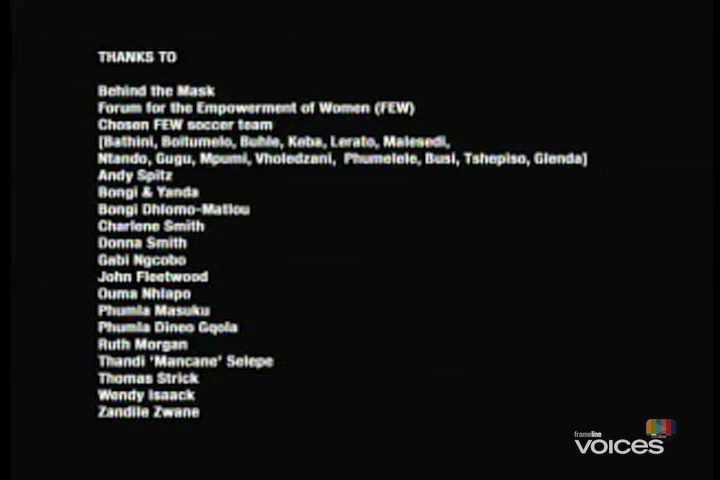 THANKS TO
Behind the Mask
Forum for the Empowerment of Women (FEW)
Chosen FEW soccer team
[Bathini, Boitumelo, Buhle, Keba, Lerato, Malesedi,
Ntando, Gugu, Mpumi, Vholedzani, Phumelele, Busi, Tshepiso, Glenda]
Andy Spitz
Bongi & Yanda
Bongi Dhlomo-Matlou
Charlene Smith
Donna Smith
Gabi Ngcobo
John Fleetwood
Ouma Nhlapo
Phumla Masuku
Phumla Dineo Gqola
Ruth Morgan
Thandi 'Mancane' Selepe
Thomas Strick
Wendy Isaack
Zandile Zwane
frameline
VOICES